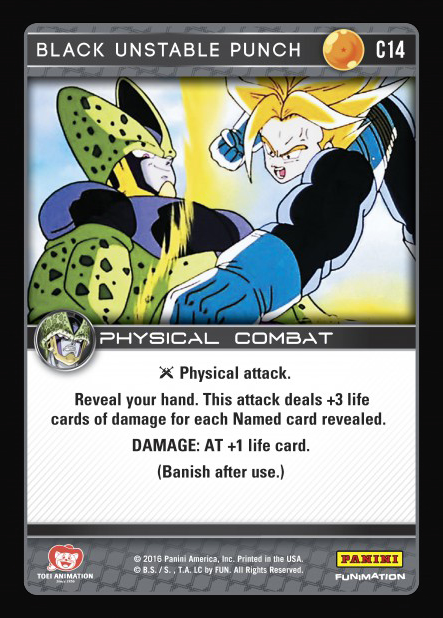 BLACK UNSTABLE PUNCH C14
PHYSICAL COMBAT
Physical attack.
Reveal your hand. This attack deals +3 life
cards of damage for each Named card revealed.
DAMAGE: AT +1 life card.
(Banish after use.)
TOEI ANIMATION
© 2016 Panini America, Inc. Printed in the USA.
© B.S. / S. , T.A. LC by FUN. All Rights Reserved.
PANINI
FUNIMATION